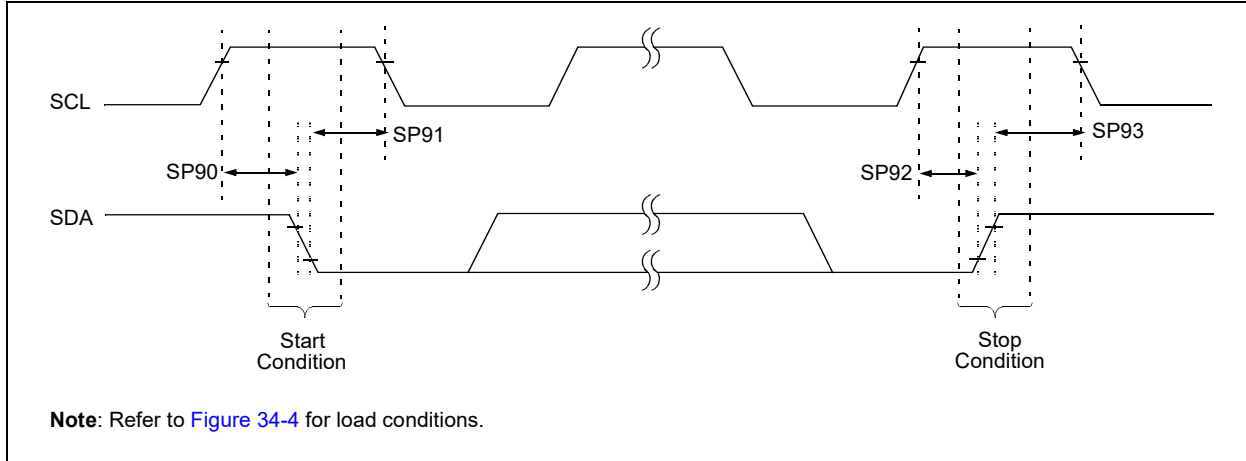 SCL
SP91
SP93
SP90
SP92
SDA
Start
Condition
Stop
Condition
Note: Refer to Figure 34-4 for load conditions.